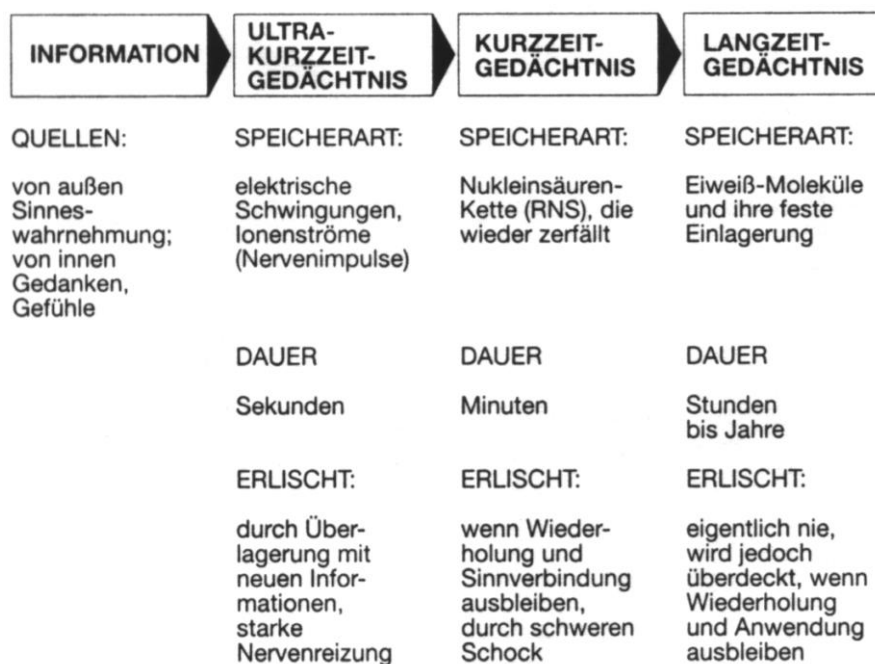 INFORMATION
ULTRA-
KURZZEIT-
GEDÄCHTNIS
KURZZEIT-
GEDÄCHTNIS
LANGZEIT-
GEDÄCHTNIS
QUELLEN:
von außen
Sinnes-
wahrnehmung;
von innen
Gedanken,
Gefühle
SPEICHERART:
elektrische
Schwingungen,
Ionenströme
(Nervenimpulse)
DAUER
Sekunden
ERLISCHT:
durch Über-
lagerung mit
neuen Infor-
mationen,
starke
Nervenreizung
SPEICHERART:
Nukleinsäuren-
Kette (RNS), die
wieder zerfällt
DAUER
Minuten
ERLISCHT:
wenn Wieder-
holung und
Sinnverbindung
ausbleiben,
durch schweren
Schock
SPEICHERART:
Eiweiß-Moleküle
und ihre feste
Einlagerung
DAUER
Stunden
bis Jahre
ERLISCHT:
eigentlich nie,
wird jedoch
überdeckt, wenn
Wiederholung
und Anwendung
ausbleiben